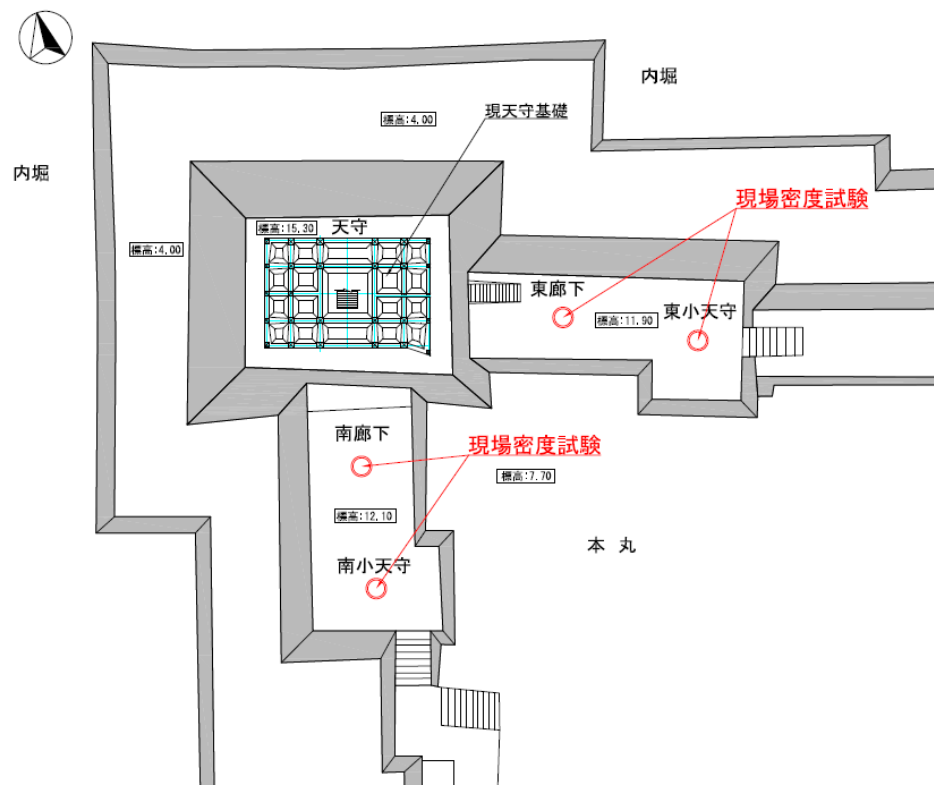 内堀
標高:4.00
現天守基礎
内堀
現場密度試験
標高:15.30
天守
標高:4.00
東廊下
標高:11.90
東小天守
南廊下
現場密度試験
標高:7.70
標高:12.10
本丸
南小天守